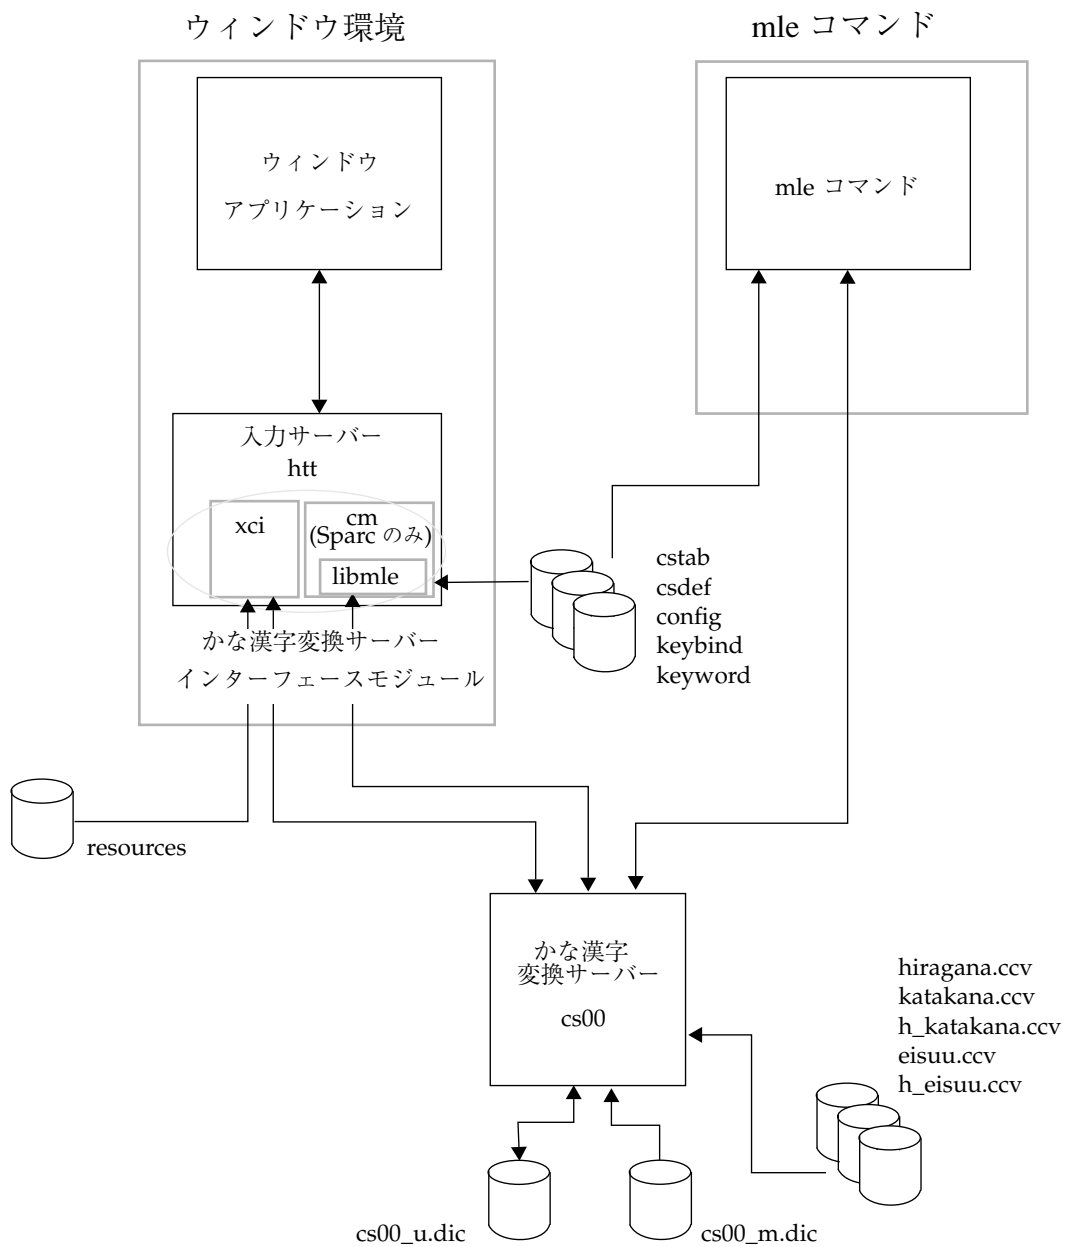 ウィンドウ環境
mle コマンド
ウィンドウ
アプリケーション
mle コマンド
入力サーバー
htt
xci
cm
(Sparc のみ)
libmle
cstab
csdef
config
keybind
keyword
かな漢字変換サーバー
インターフェースモジュール
resources
かな漢字
変換サーバー
cs00
hiragana.ccv
katakana.ccv
h_katakana.ccv
eisuu.ccv
h_eisuu.ccv
cs00_u.dic
cs00_m.dic